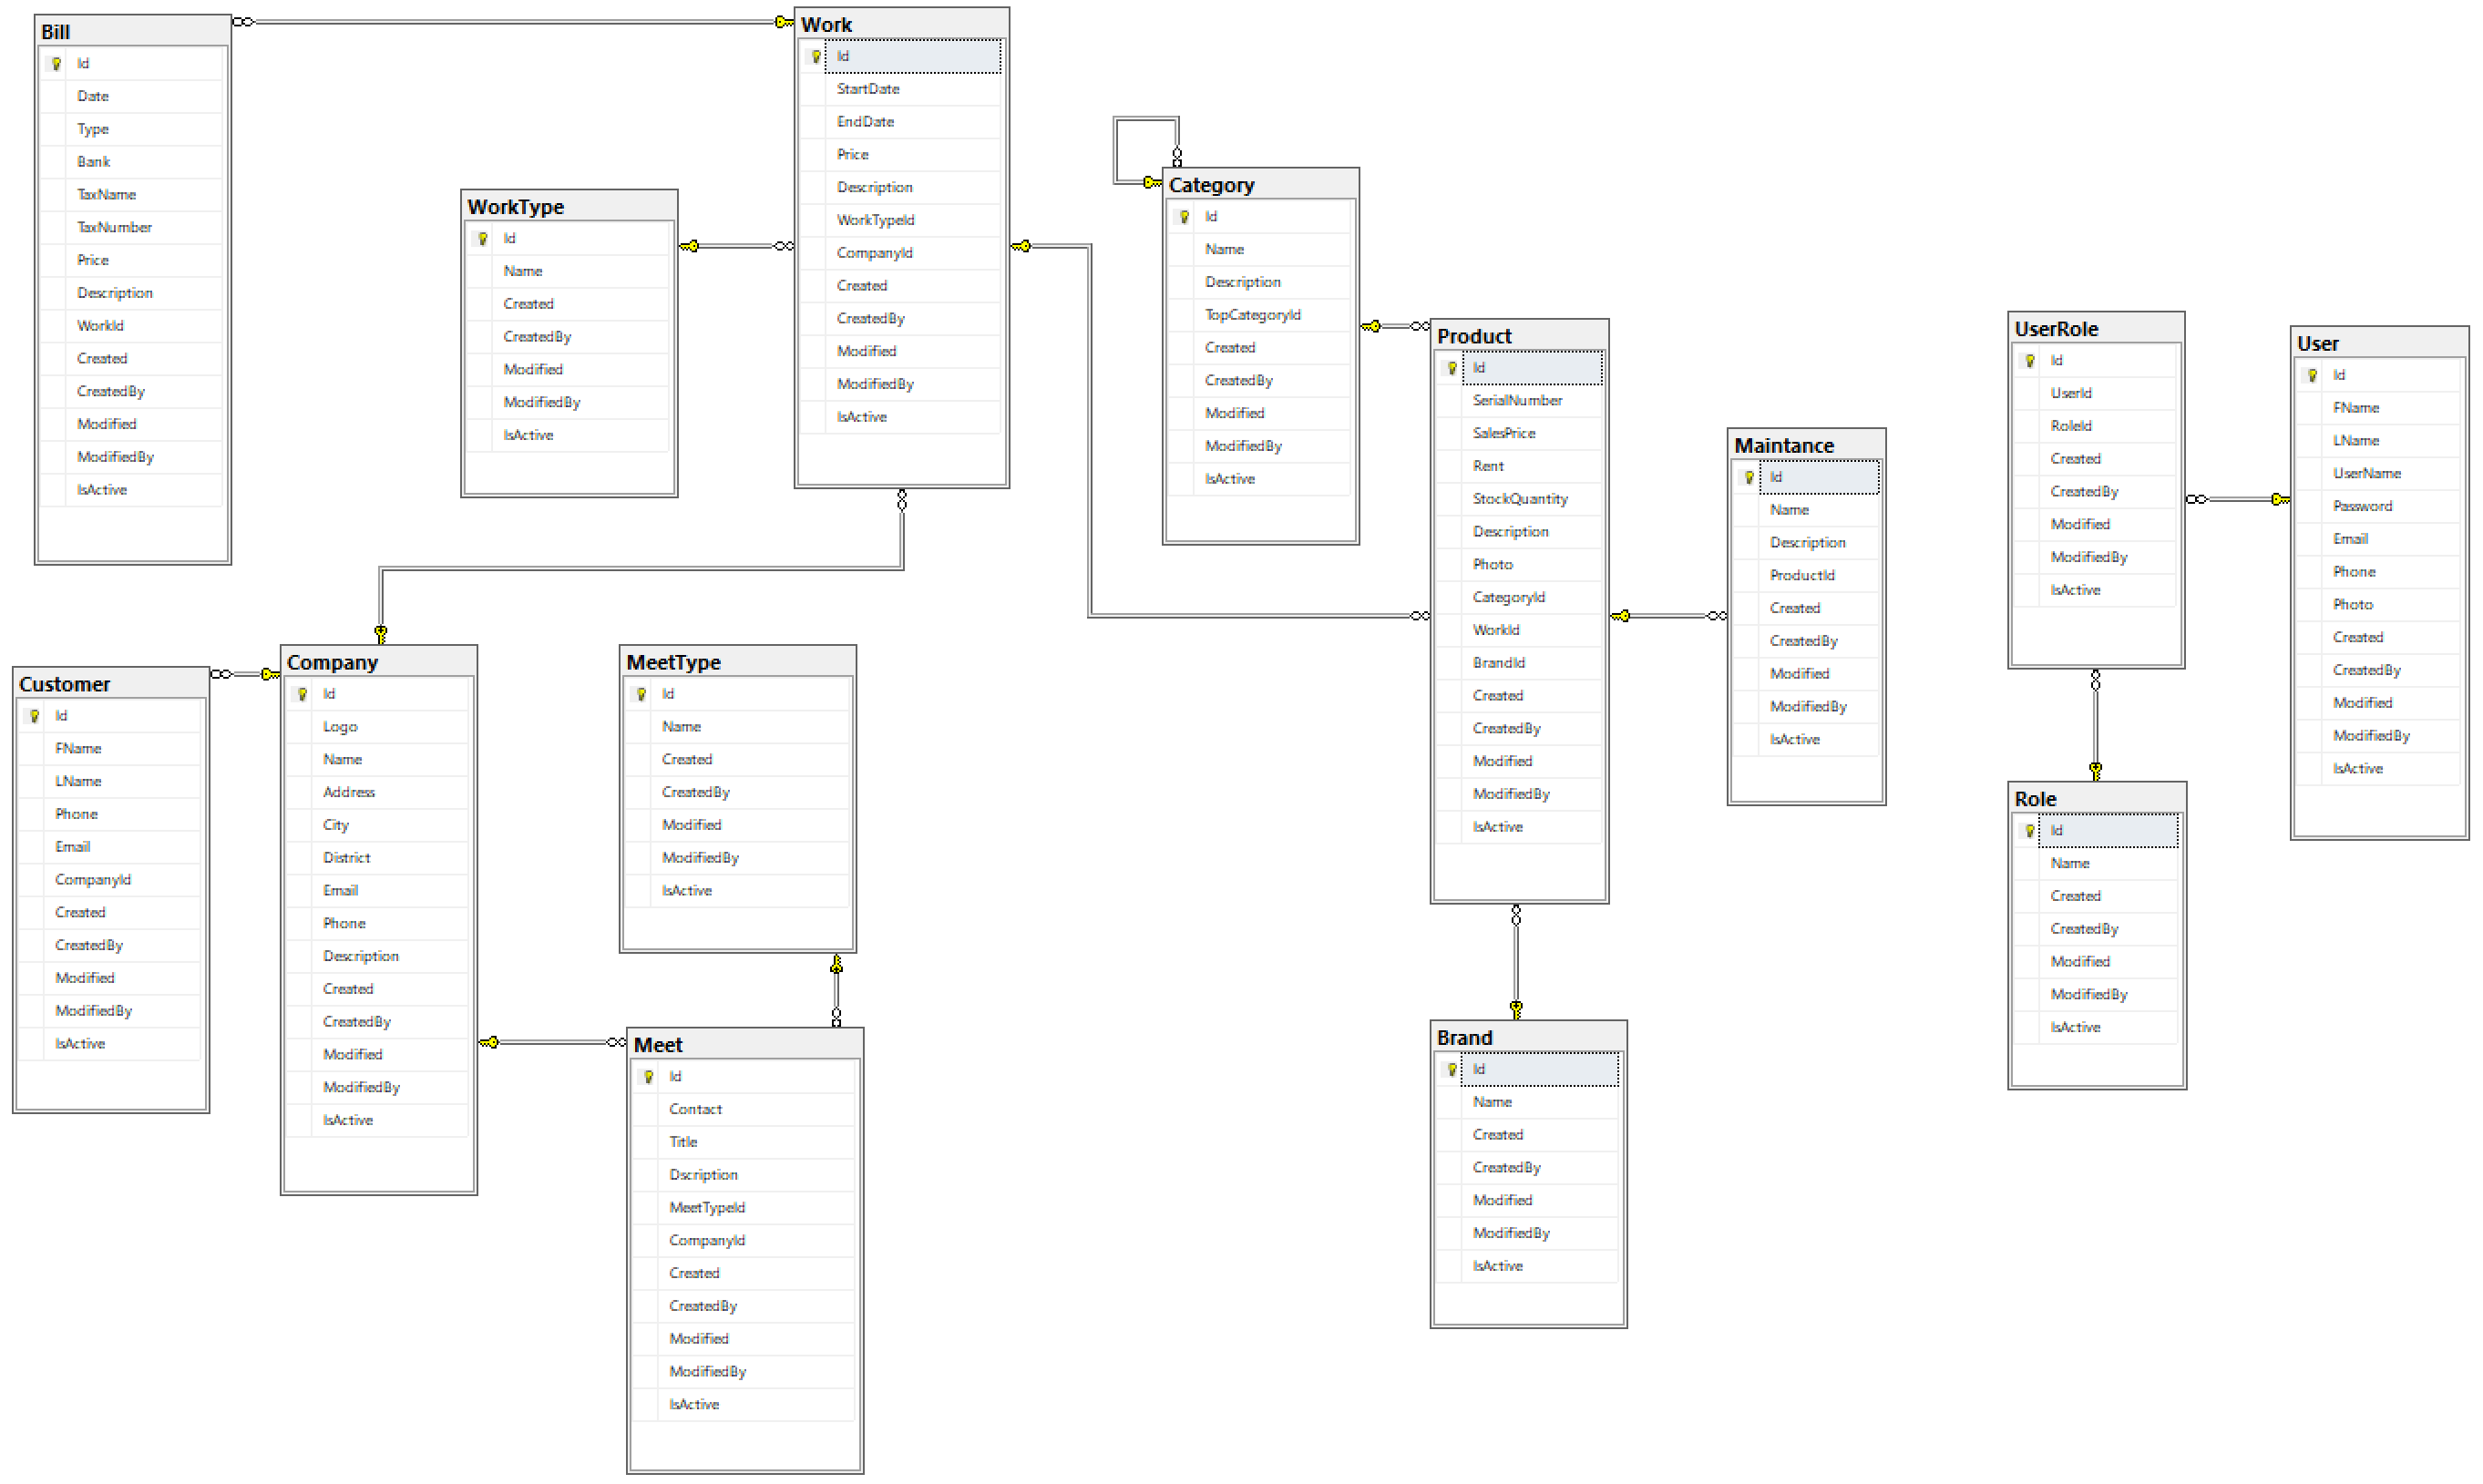 Bill
Id
Date
Type
Bank
TaxName
TaxNumber
Price
Description
WorkId
Created
CreatedBy
Modified
ModifiedBy
IsActive
Work
Id
StartDate
EndDate
Price
Description
WorkTypeId
CompanyId
Created
CreatedBy
Modified
ModifiedBy
IsActive
WorkType
Id
Name
Created
CreatedBy
Modified
ModifiedBy
IsActive
Category
Id
Name
Description
TopCategoryId
Created
CreatedBy
Modified
ModifiedBy
IsActive
Product
Id
SerialNumber
SalesPrice
Rent
StockQuantity
Description
Photo
CategoryId
WorkId
BrandId
Created
CreatedBy
Modified
ModifiedBy
IsActive
Maintance
Id
Name
Description
ProductId
Created
CreatedBy
Modified
ModifiedBy
IsActive
UserRole
Id
UserId
RoleId
Created
CreatedBy
Modified
ModifiedBy
IsActive
User
Id
FName
LName
UserName
Password
Email
Phone
Photo
Created
CreatedBy
Modified
ModifiedBy
IsActive
Customer
Id
FName
LName
Phone
Email
CompanyId
Created
CreatedBy
Modified
ModifiedBy
IsActive
Company
Id
Logo
Name
Address
City
District
Email
Phone
Description
Created
CreatedBy
Modified
ModifiedBy
IsActive
MeetType
Id
Name
Created
CreatedBy
Modified
ModifiedBy
IsActive
Meet
Id
Contact
Title
Dscription
MeetTypeId
CompanyId
Created
CreatedBy
Modified
ModifiedBy
IsActive
Brand
Id
Name
Created
CreatedBy
Modified
ModifiedBy
IsActive
Role
Id
Name
Created
CreatedBy
Modified
ModifiedBy
IsActive